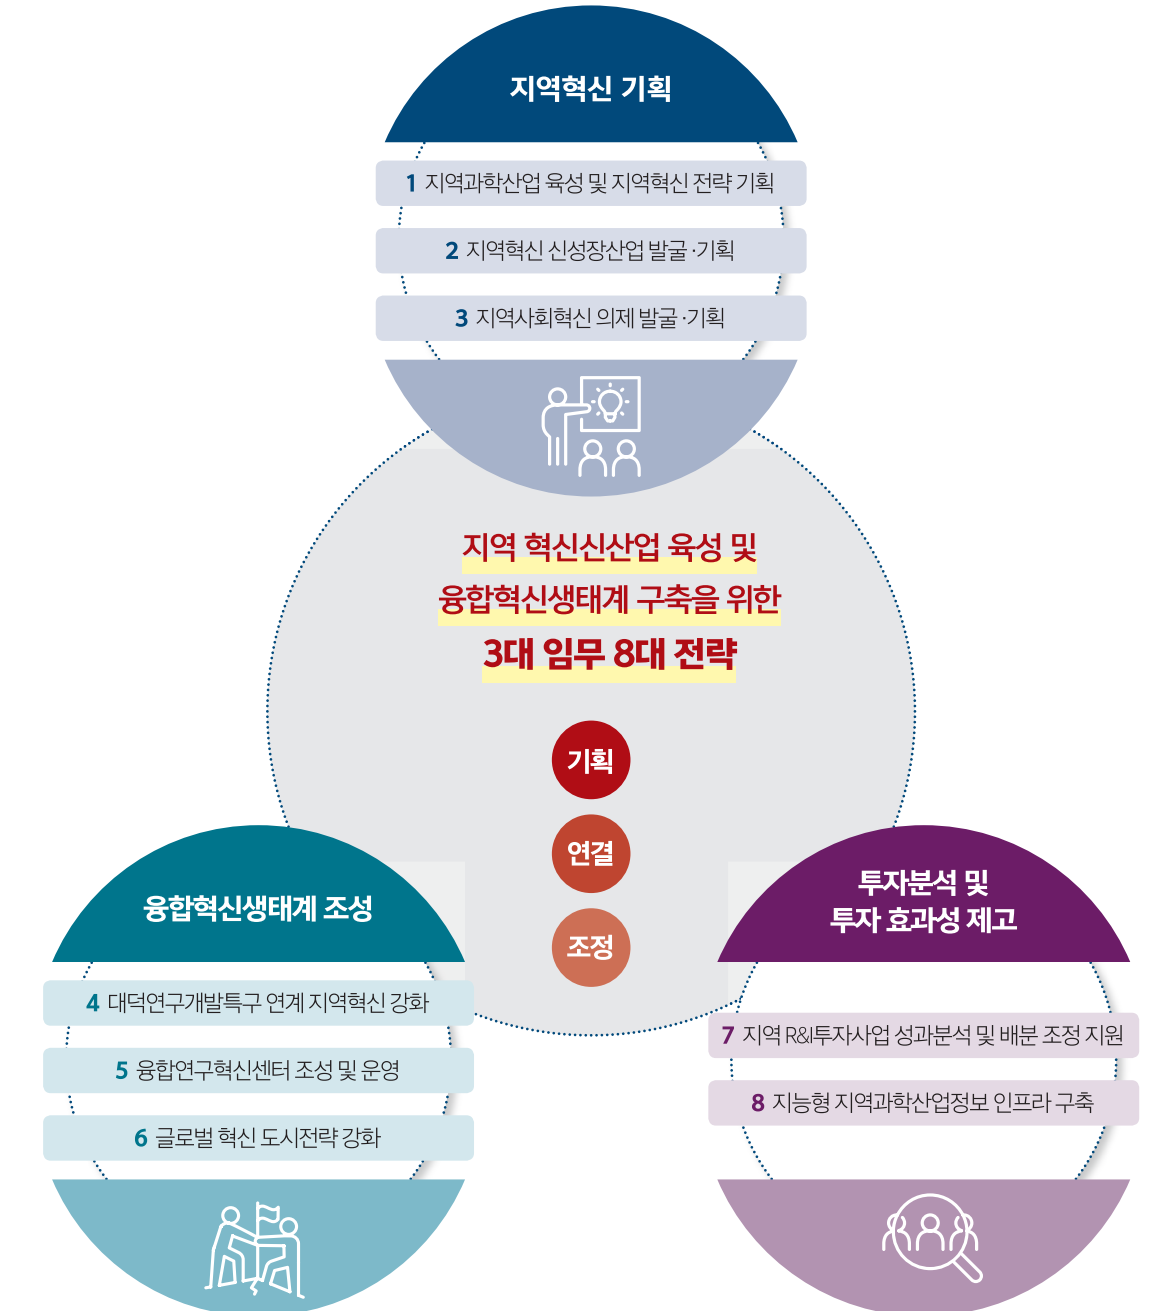 지역혁신 기획
1 지역과학산업 육성 및 지역혁신 전략 기획
2 지역혁신 신성장산업 발굴·기획
3 지역사회혁신 의제 발굴·기획
지역 혁신신산업 육성 및
융합혁신생태계 구축을 위한
3대 임무 8대 전략
기획
연결
조정
융합혁신생태계 조성
4 대덕연구개발특구 연계 지역혁신 강화
5 융합연구혁신센터 조성 및 운영
6 글로벌 혁신 도시전략 강화
투자분석 및
투자 효과성 제고
7 지역 R&I투자사업 성과분석 및 배분 조정 지원
8 지능형 지역과학산업정보 인프라 구축